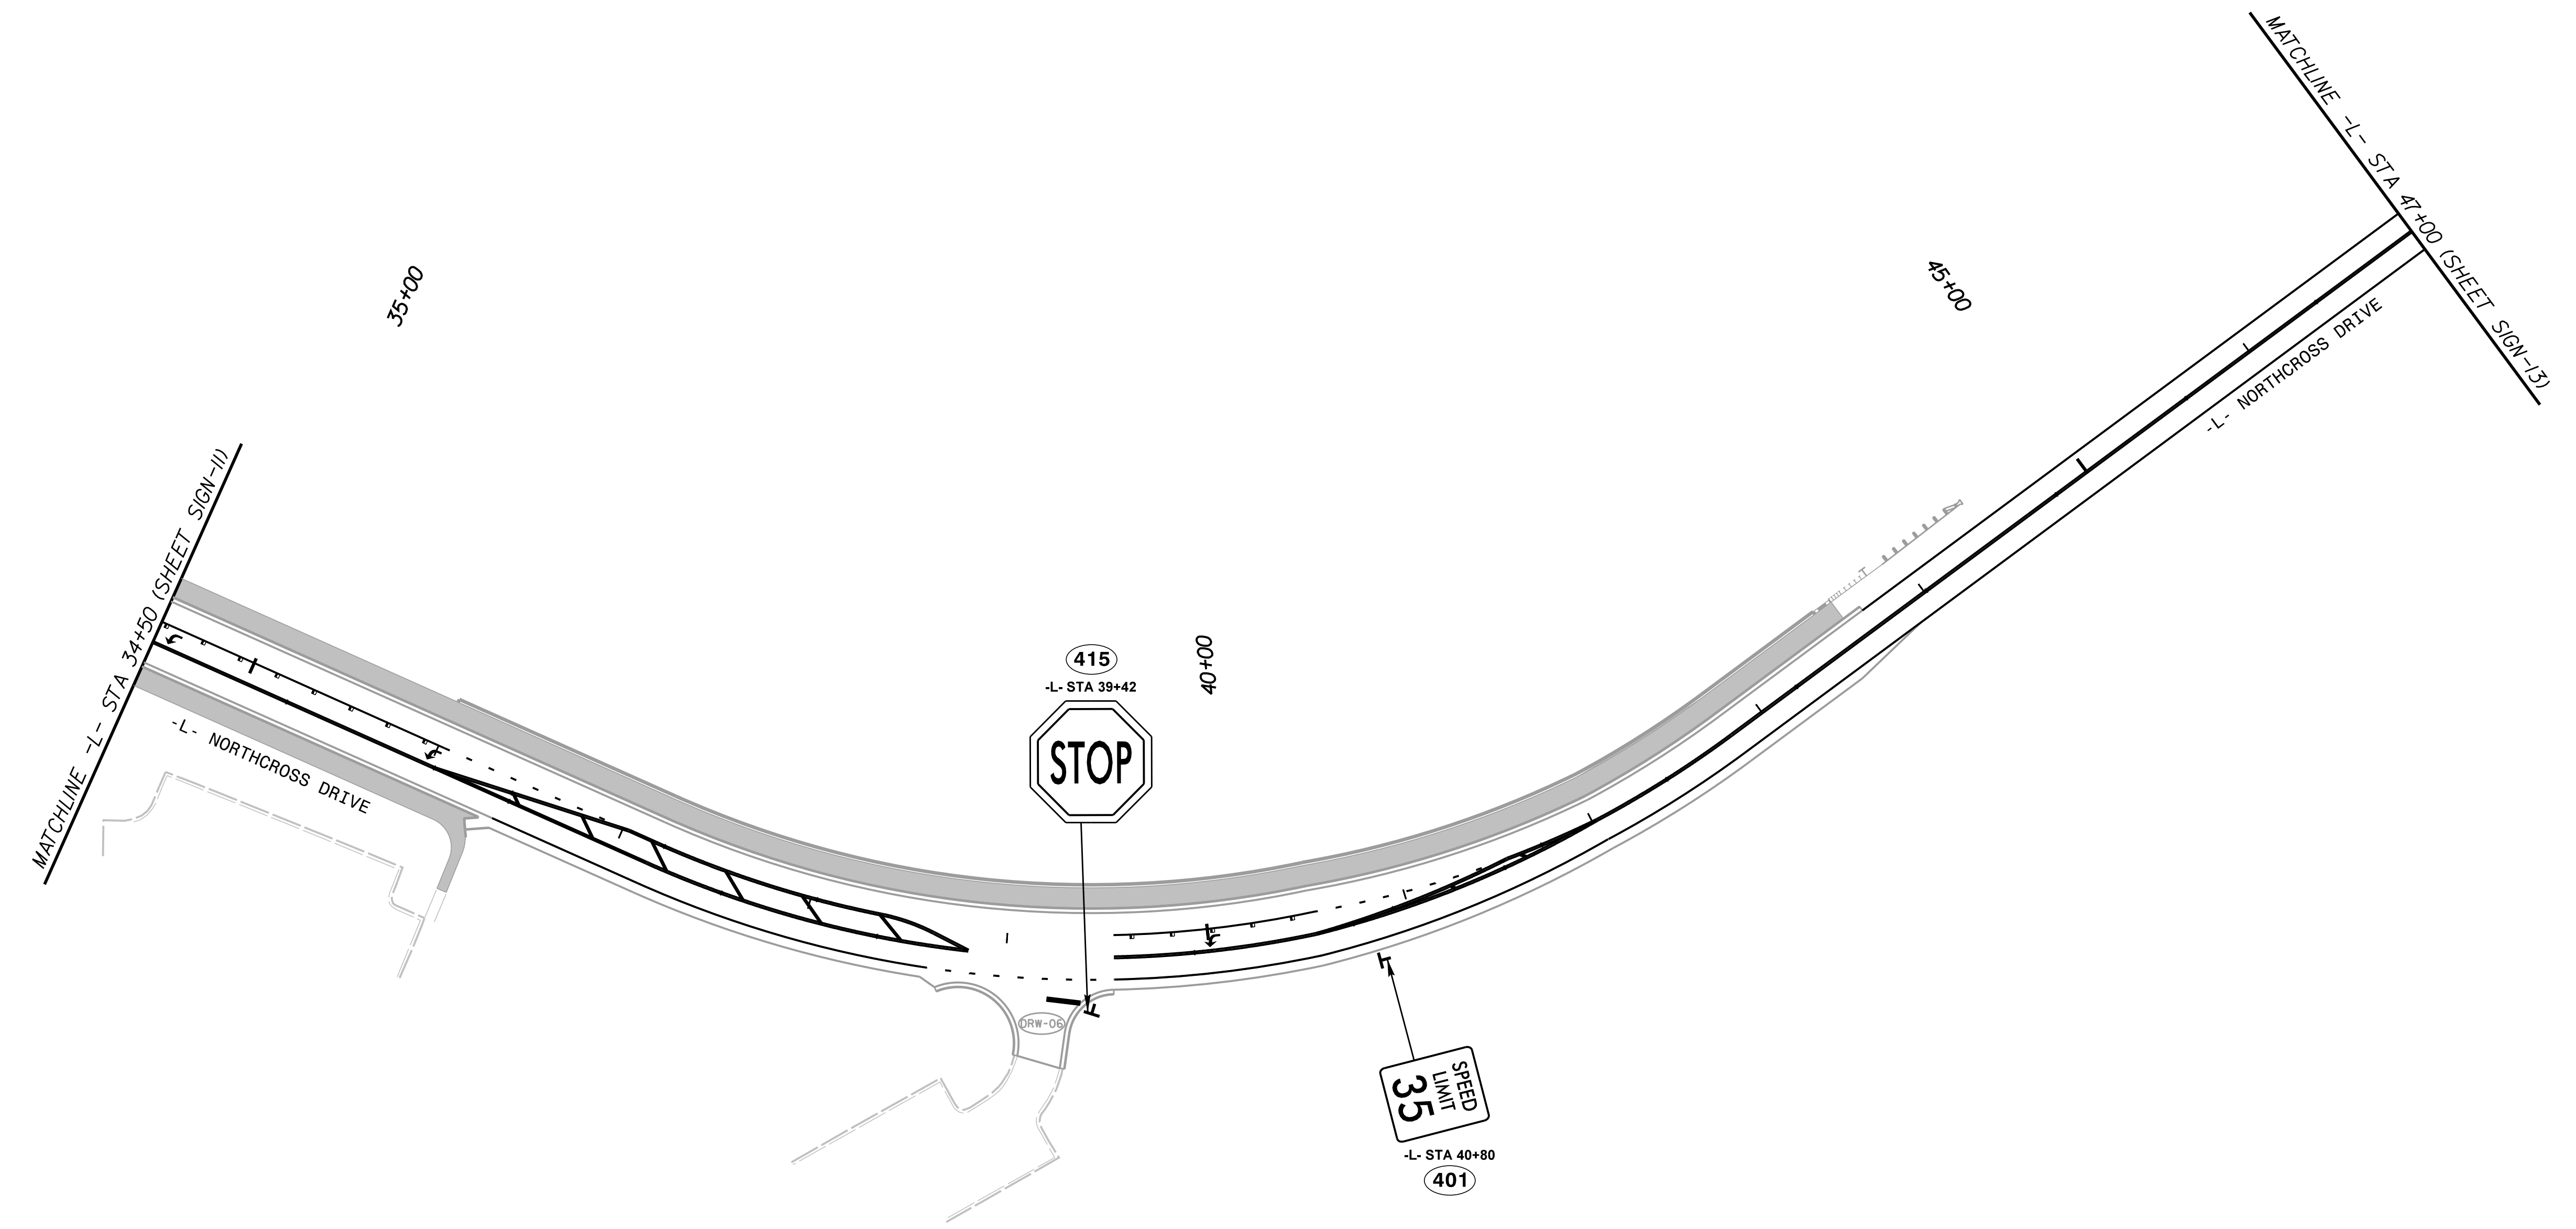 MATCHLINE -L- STA 47+00 (SHEET SIGN-13)
35+00
45+00
-L- NORTHCROSS DRIVE
MATCHLINE -L- STA 34+50 (SHEET SIGN-11)
415
-L- STA 39+42
40+00
STOP
-L- NORTHCROSS DRIVE
DRW-06
SPEED
LIMIT
35
-L- STA 40+80
401